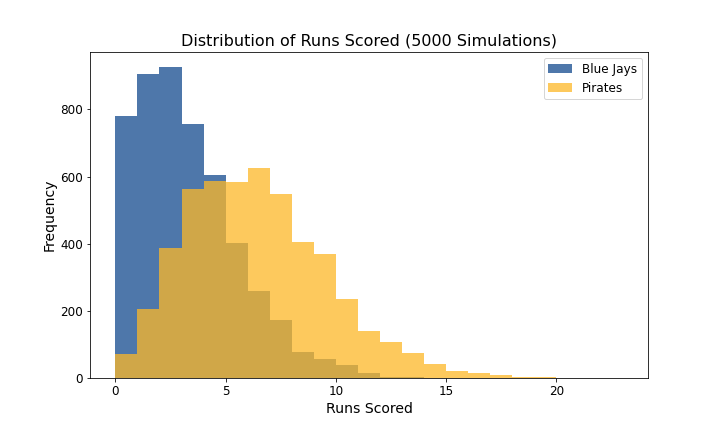 Distribution of Runs Scored (5000 Simulations)
Blue Jays
Pirates
Frequency
800
600
400
200
0
0 5 10 15 20
Runs Scored